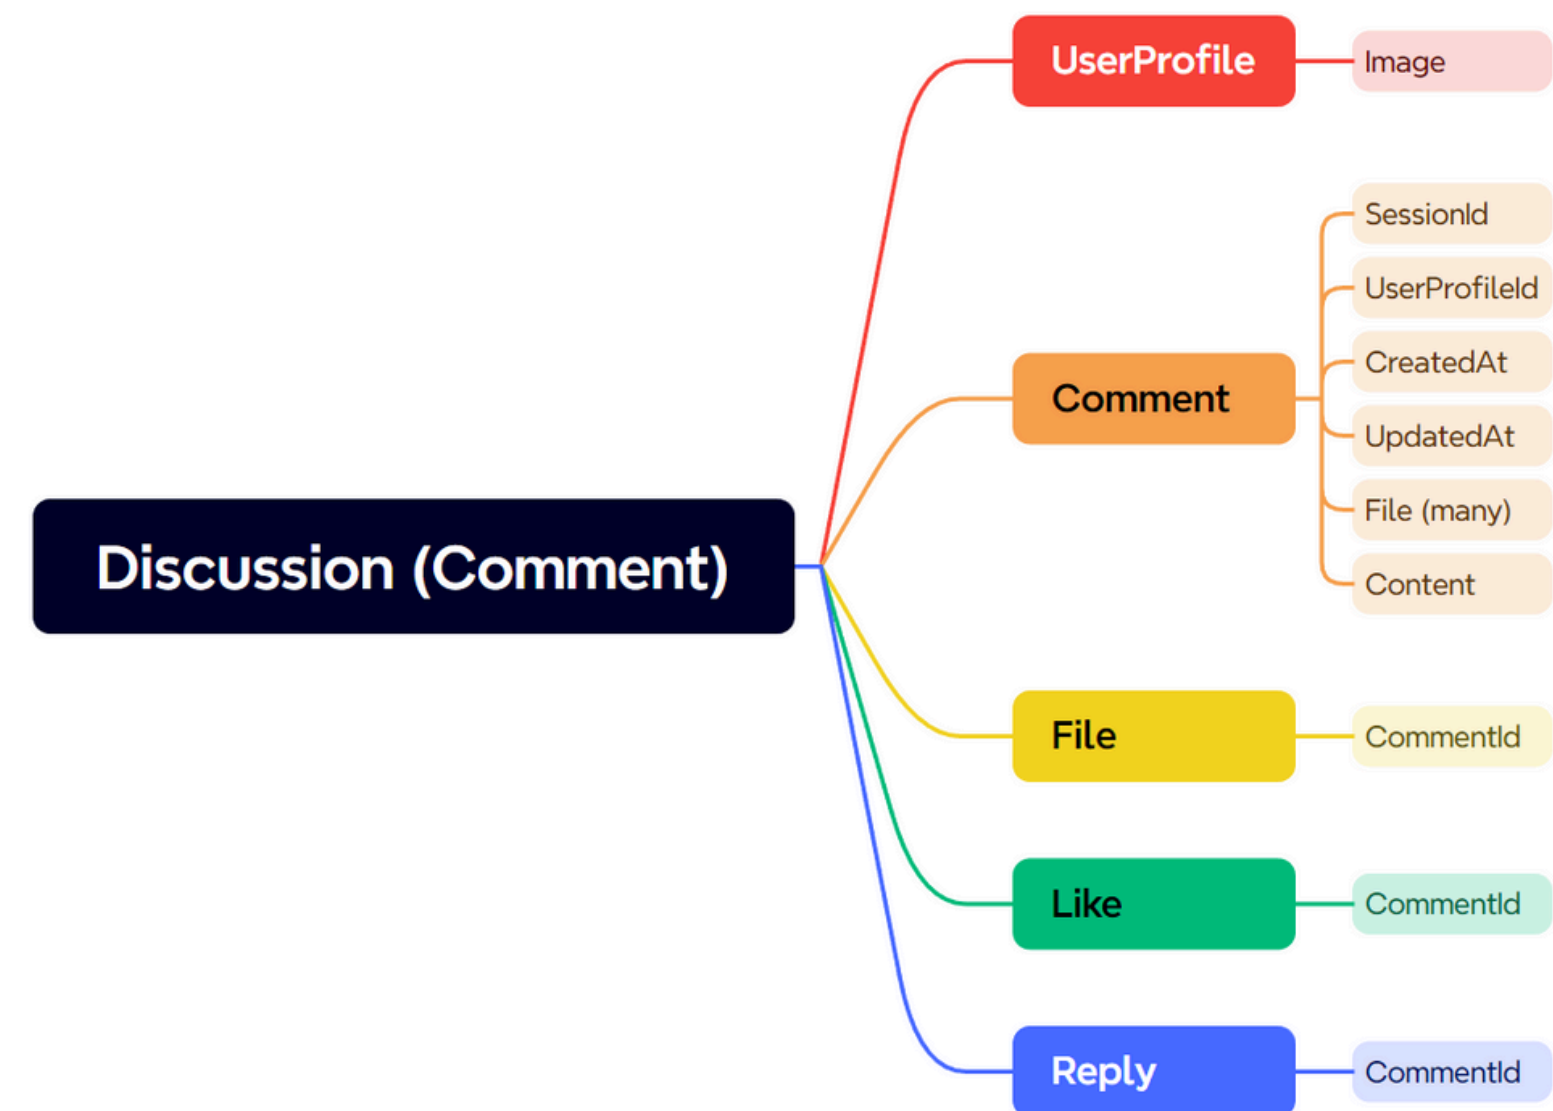 Discussion (Comment)
UserProfile
Image
Comment
SessionId
UserProfileId
CreatedAt
UpdatedAt
File (many)
Content
File
CommentId
Like
CommentId
Reply
CommentId